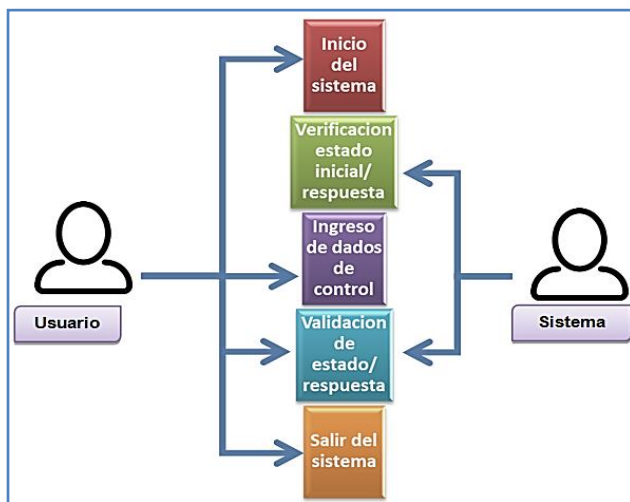 Inicio
del
sistema
Verificacion
estado
inicial/
respuesta
Ingreso
de dados
de
control
Usuario
Sistema
Validacion
de
estado/
respuesta
Salir del
sistema